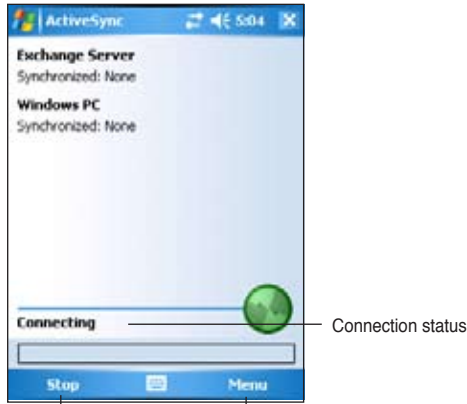 ActiveSync 5:04
Exchange Server
Synchronized: None
Windows PC
Synchronized: None
Connecting
Connection status
Stop Menu